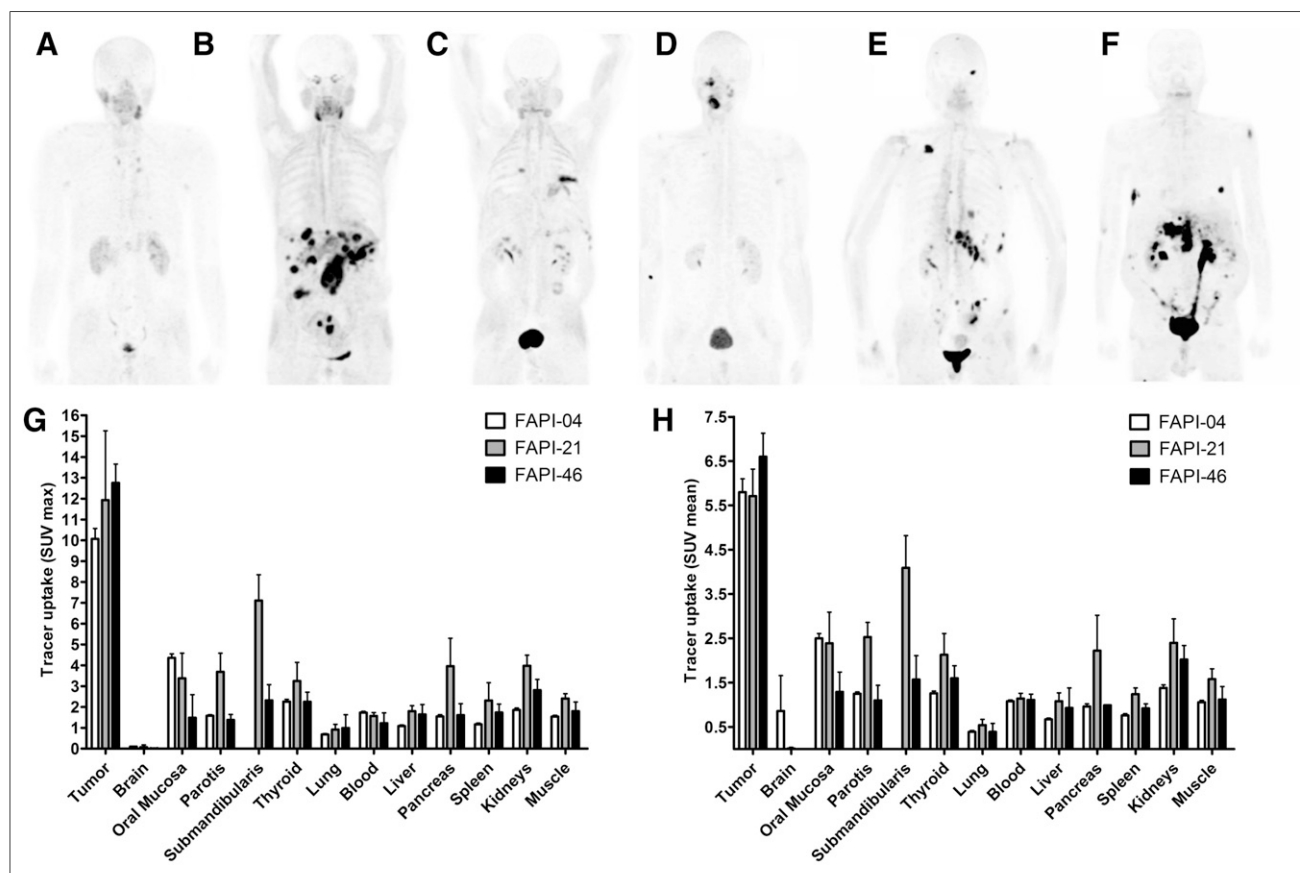 A B C D E F
G
FAPI-04
FAPI-21
FAPI-46
Tracer uptake (SUV max)
16
15
14
13
12
11
10
9
8
7
6
5
4
3
2
1
0
Tumor
Brain
Oral Mucosa
Parotis
Submandibularis
Thyroid
Lung
Blood
Liver
Pancreas
Spleen
Kidneys
Muscle
H
FAPI-04
FAPI-21
FAPI-46
Tracer uptake (SUV mean)
7.5
6.5
5.5
4.5
3.5
2.5
1.5
0.5
Tumor
Brain
Oral Mucosa
Parotis
Submandibularis
Thyroid
Lung
Blood
Liver
Pancreas
Spleen
Kidneys
Muscle